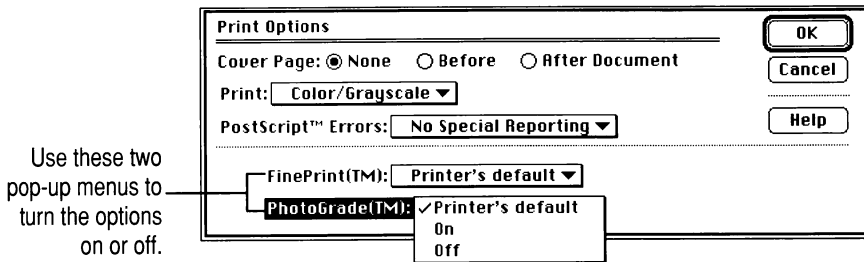 Print Options
OK
Cover Page: None Before After Document
Cancel
Print: Color/Grayscale
PostScript™ Errors: No Special Reporting
Help
Use these two
pop-up menus to
turn the options
on or off.
FinePrint(TM): Printer's default
PhotoGrade(TM): ✓Printer's default
On
Off